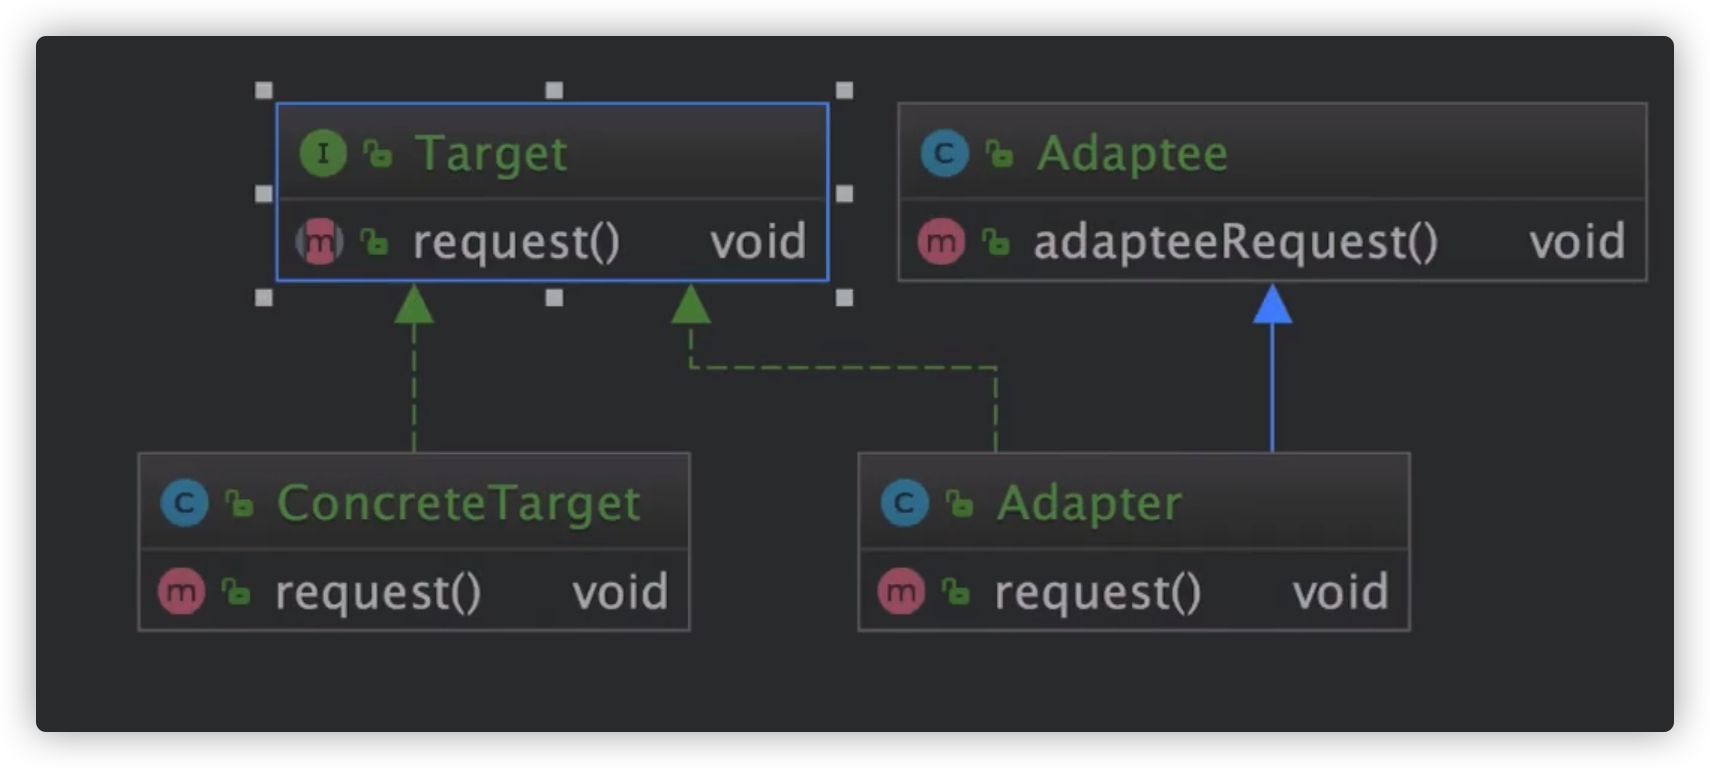 I Target
m request() void
C Adaptee
m adapteeRequest() void
C ConcreteTarget
m request() void
C Adapter
m request() void